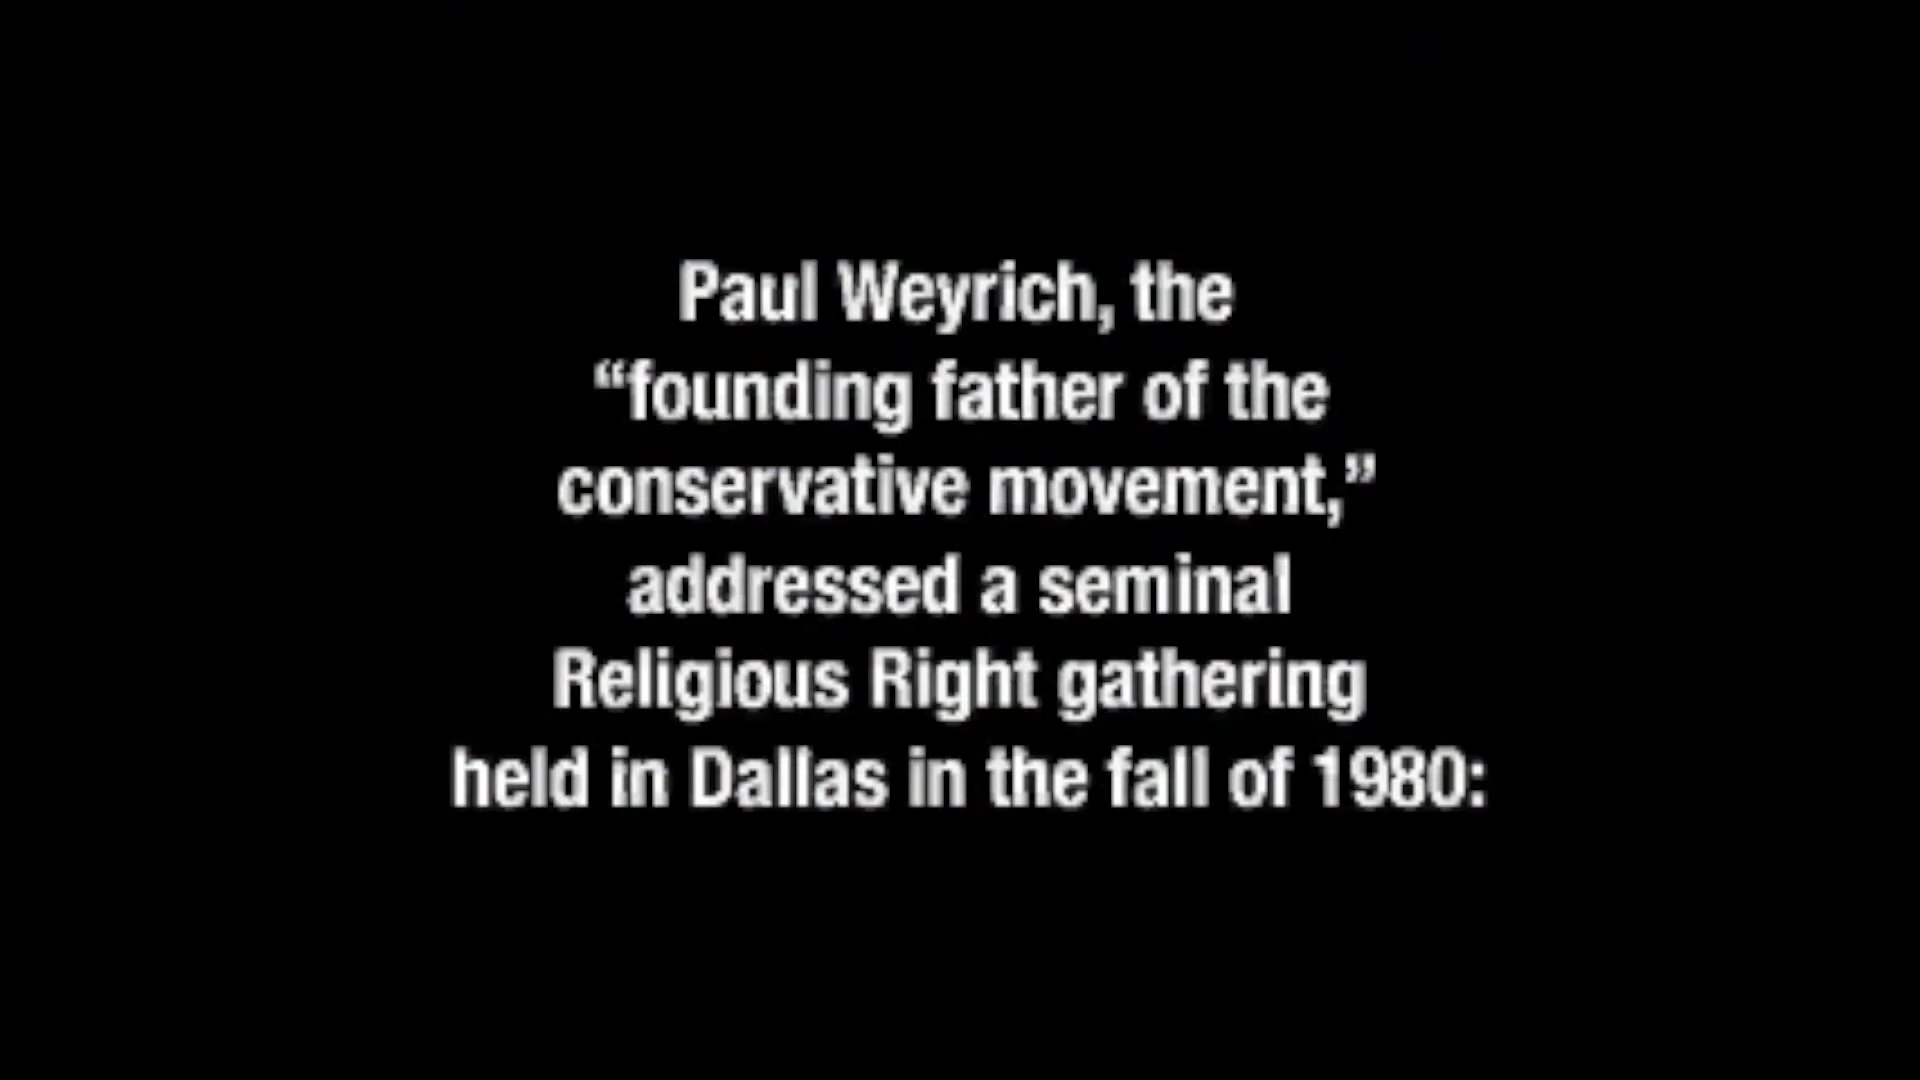 Paul Weyrich, the
“founding father of the
conservative movement,”
addressed a seminal
Religious Right gathering
held in Dallas in the fall of 1980: